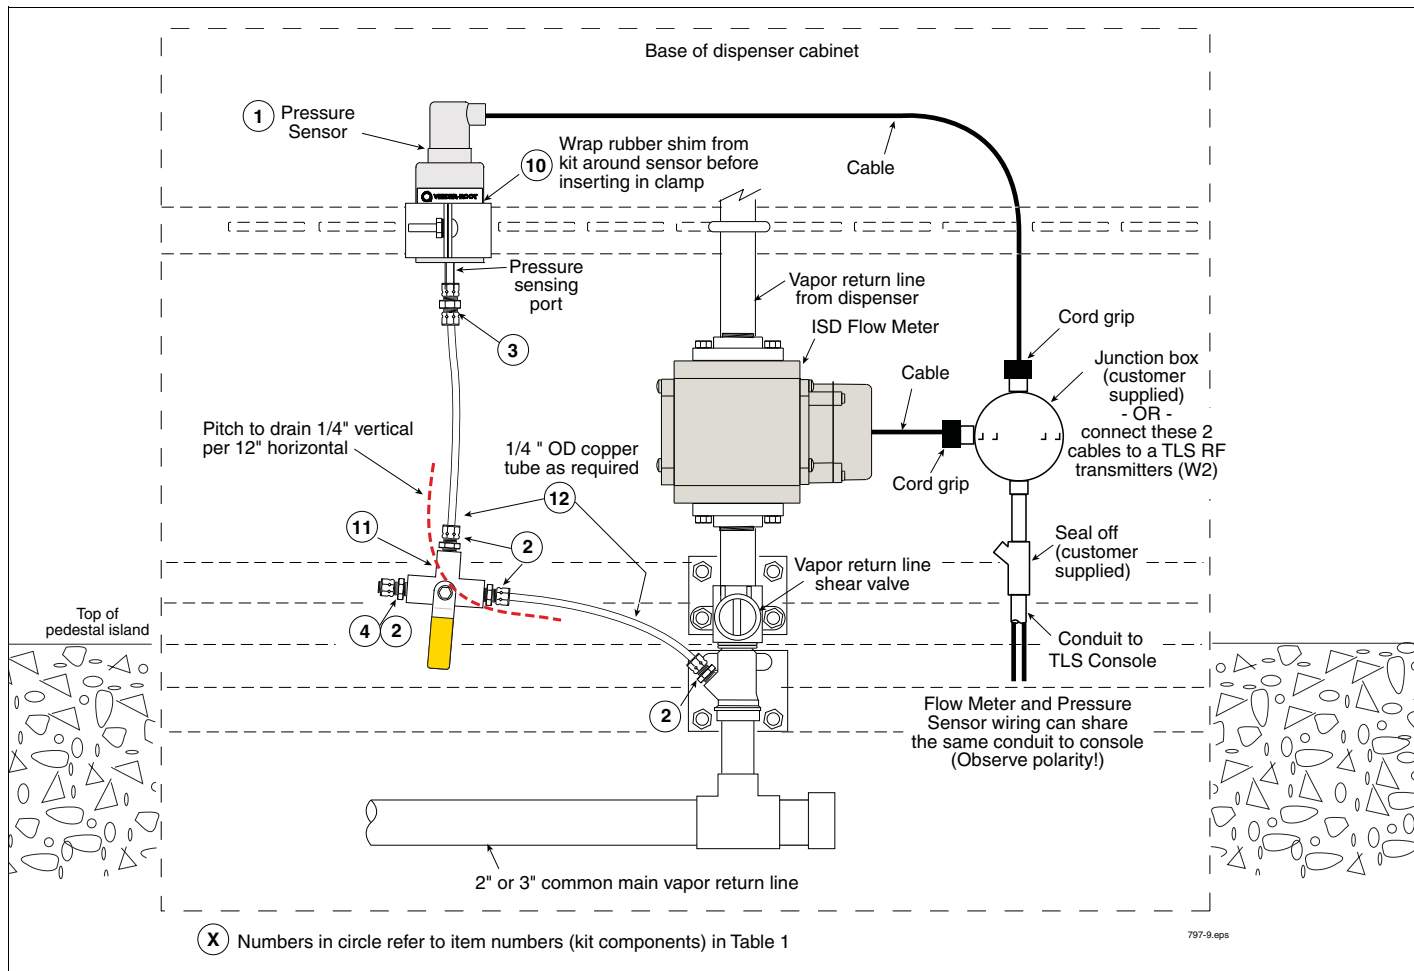 Base of dispenser cabinet
1
Pressure
Sensor
10
Wrap rubber shim from
kit around sensor before
inserting in clamp
Cable
VEEDER-ROOT
Pressure
sensing
port
Vapor return line
from dispenser
ISD Flow Meter
Cord grip
3
Cable
Junction box
(customer
supplied)
- OR -
connect these 2
cables to a TLS RF
transmitters (W2)
Pitch to drain 1/4" vertical
per 12" horizontal
1/4 " OD copper
tube as required
Cord grip
12
11
2
Seal off
(customer
supplied)
Vapor return line
shear valve
Top of
pedestal island
4
2
Conduit to
TLS Console
2
Flow Meter and Pressure
Sensor wiring can share
the same conduit to console
(Observe polarity!)
2" or 3" common main vapor return line
X
Numbers in circle refer to item numbers (kit components) in Table 1
797-9.eps